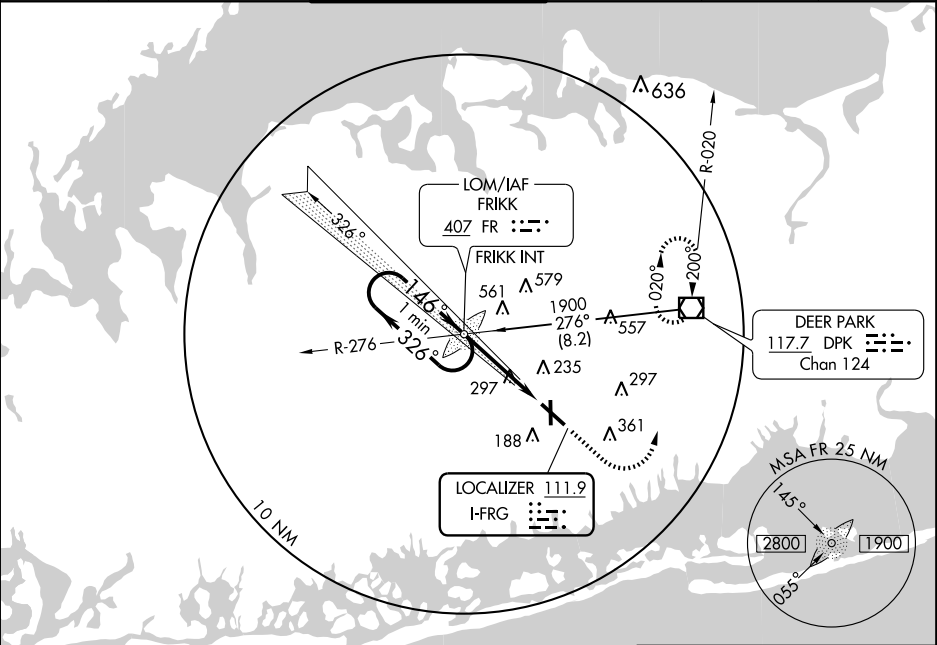 636
R-020
LOM/IAF
FRIKK
407 FR
FRIKK INT
326°
146°
1 min
326°
R-276
561
579
1900
276°
(8.2)
557
020°
200°
DEER PARK
117.7 DPK
Chan 124
297
235
297
188
361
LOCALIZER 111.9
I-FRG
10 NM
MSA FR 25 NM
145°
2800
1900
055°